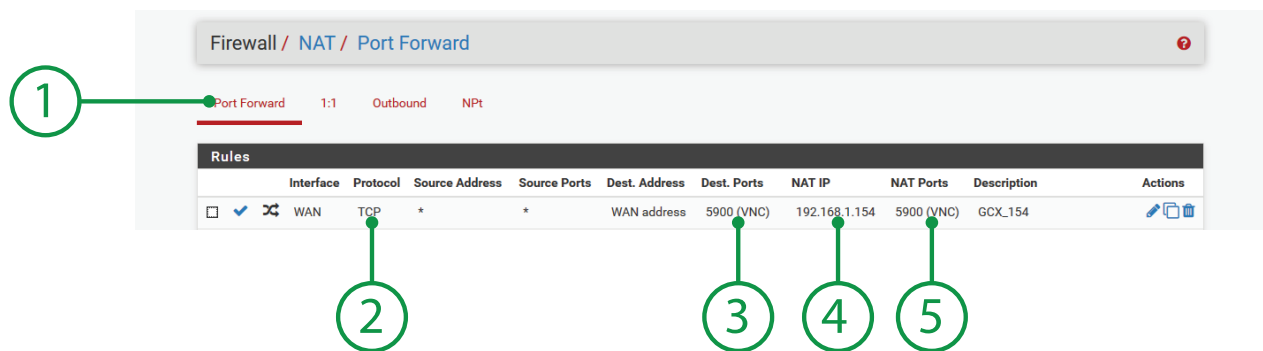 Firewall / NAT / Port Forward
1
Port Forward 1:1 Outbound NPt
Rules
Interface Protocol Source Address Source Ports Dest. Address Dest. Ports NAT IP NAT Ports Description Actions
WAN TCP * * WAN address 5900 (VNC) 192.168.1.154 5900 (VNC) GCX_154
2 3 4 5